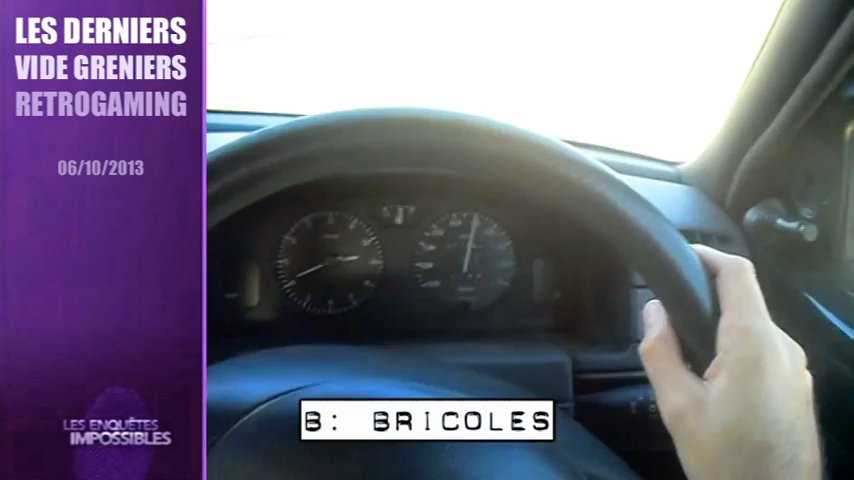 LES DERNIERS
VIDE GRENIERS
RETROGAMING
06/10/2013
LES ENQUÊTES
IMPOSSIBLES
B: BRICOLES